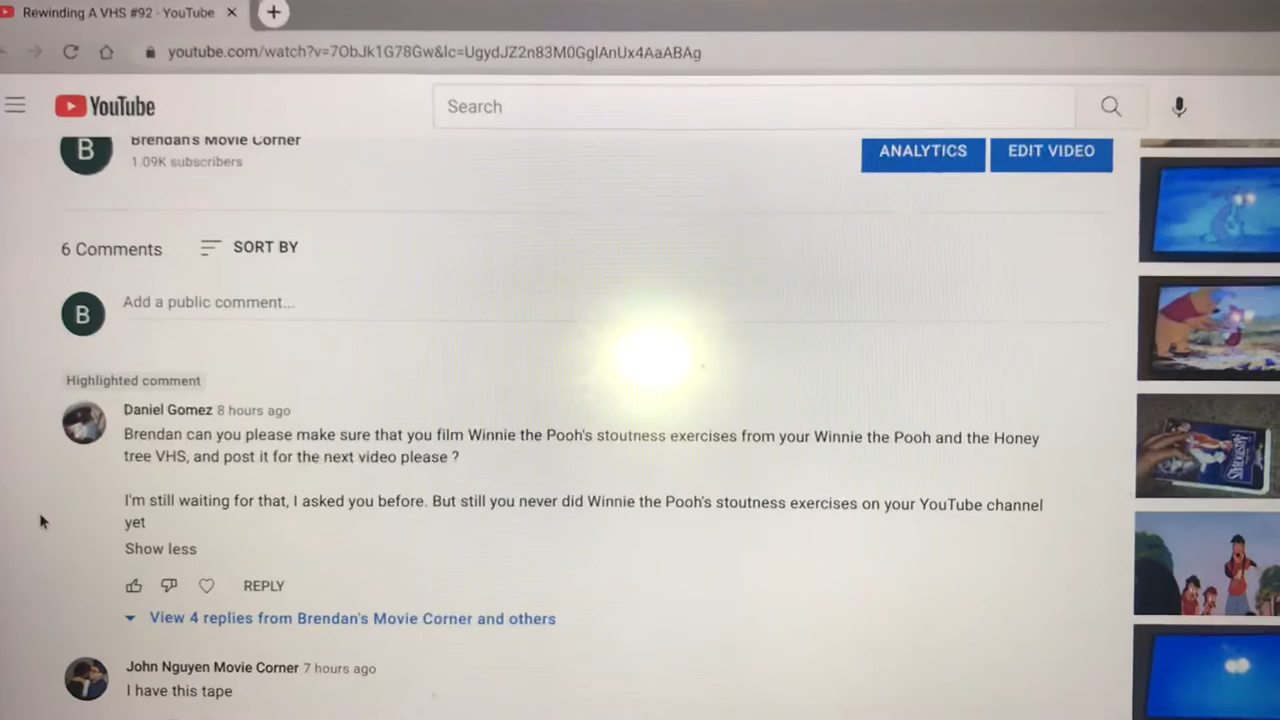 Rewinding A VHS #92 - YouTube
youtube.com/watch?v=7ObJk1G78Gw&lc=UgydJZ2n83M0GglAnUx4AaABAg
YouTube
Search
B
Brendan's Movie Corner
1.09K subscribers
ANALYTICS
EDIT VIDEO
6 Comments
SORT BY
B
Add a public comment...
Highlighted comment
Daniel Gomez 8 hours ago
Brendan can you please make sure that you film Winnie the Pooh's stoutness exercises from your Winnie the Pooh and the Honey
tree VHS, and post it for the next video please ?
I'm still waiting for that, I asked you before. But still you never did Winnie the Pooh's stoutness exercises on your YouTube channel
yet
Show less
REPLY
View 4 replies from Brendan's Movie Corner and others
John Nguyen Movie Corner 7 hours ago
I have this tape